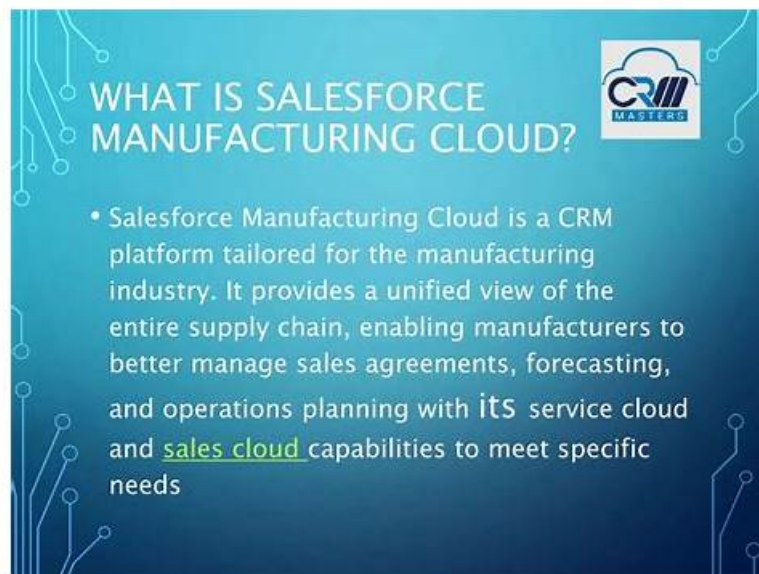 WHAT IS SALESFORCE
MANUFACTURING CLOUD?
CRM
MASTERS
• Salesforce Manufacturing Cloud is a CRM
platform tailored for the manufacturing
industry. It provides a unified view of the
entire supply chain, enabling manufacturers to
better manage sales agreements, forecasting,
and operations planning with its service cloud
and sales cloud capabilities to meet specific
needs